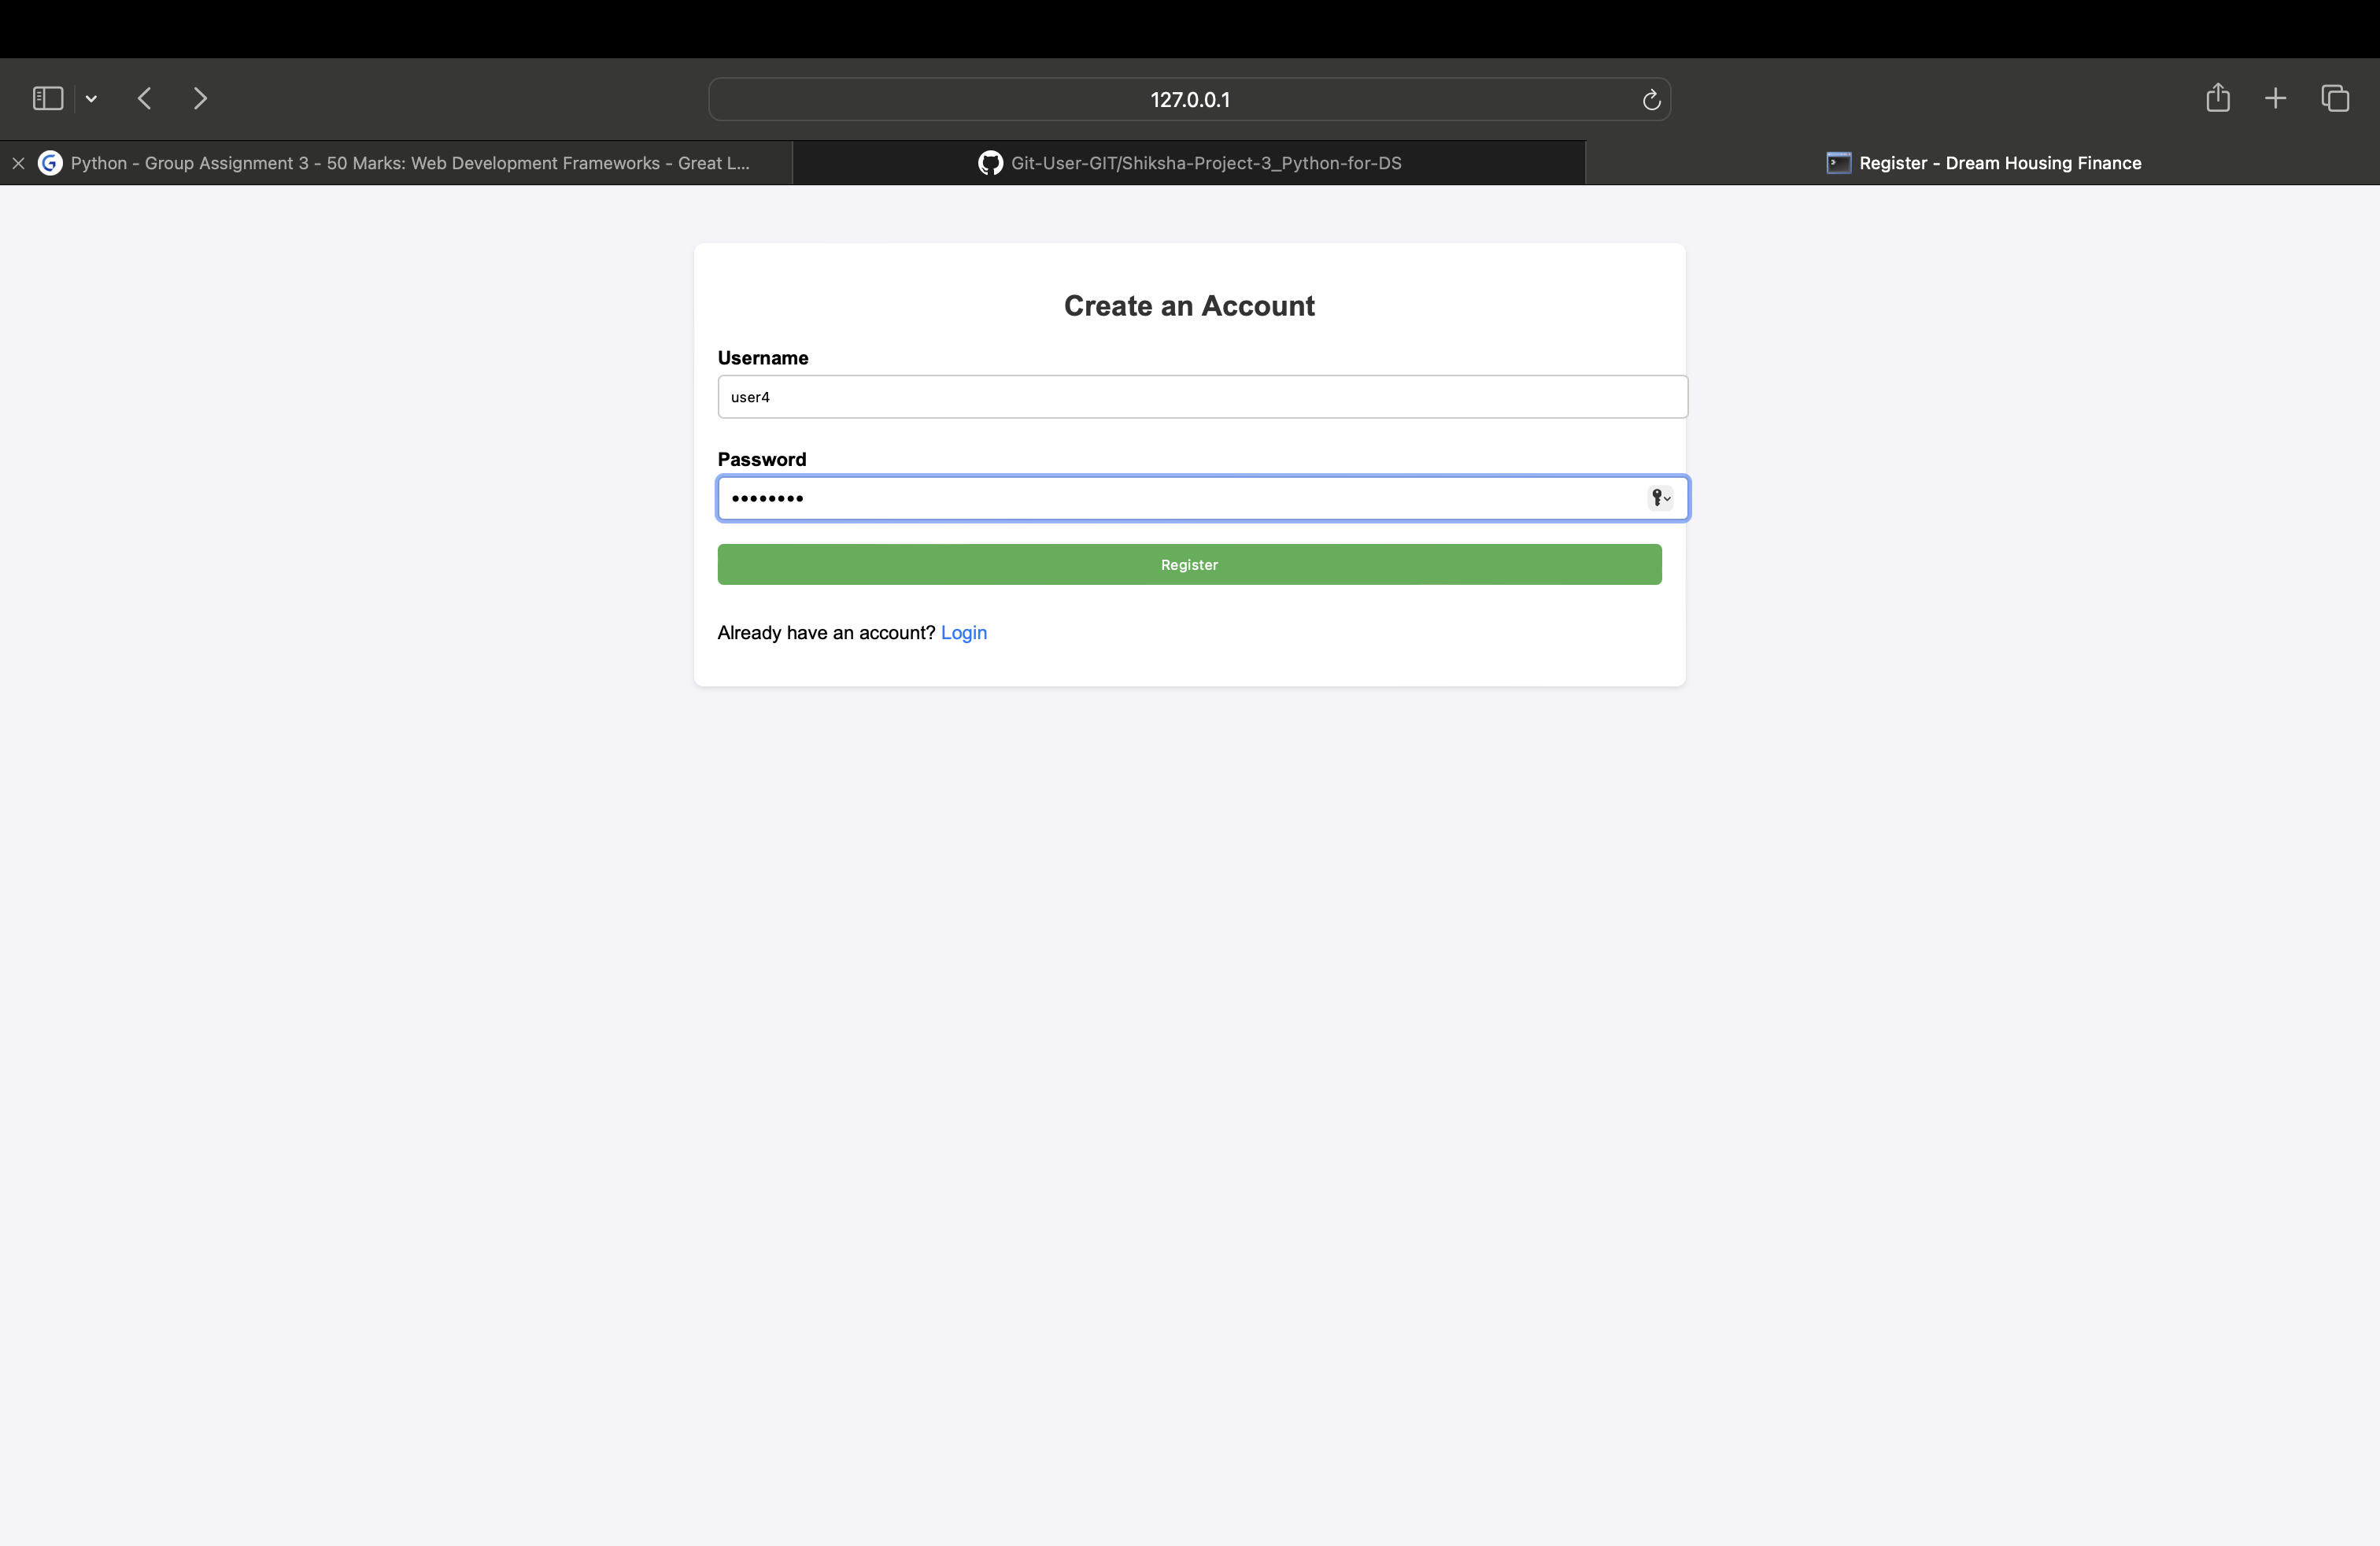 127.0.0.1
Python - Group Assignment 3 - 50 Marks: Web Development Frameworks - Great L...
Git-User-GIT/Shiksha-Project-3_Python-for-DS
Register - Dream Housing Finance
Create an Account
Username
user4
Password
••••••••
Register
Already have an account? Login